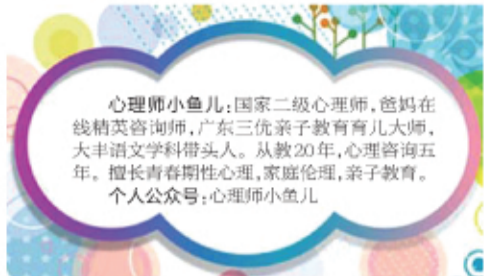 心理师小鱼儿:国家二级心理师,爸妈在
线精英咨询师,广东三优亲子教育育儿大师,
大丰语文学科带头人。从教20年,心理咨询五
年。擅长青春期性心理,家庭伦理,亲子教育。
个人公众号:心理师小鱼儿